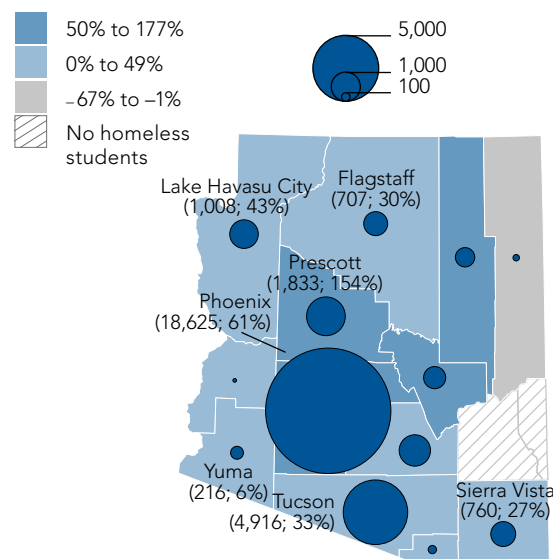 50% to 177%
0% to 49%
–67% to –1%
No homeless
students
5,000
1,000
100
Lake Havasu City
(1,008; 43%)
Flagstaff
(707; 30%)
Prescott
(1,833; 154%)
Phoenix
(18,625; 61%)
Yuma
(216; 6%)
Tucson
(4,916; 33%)
Sierra Vista
(760; 27%)